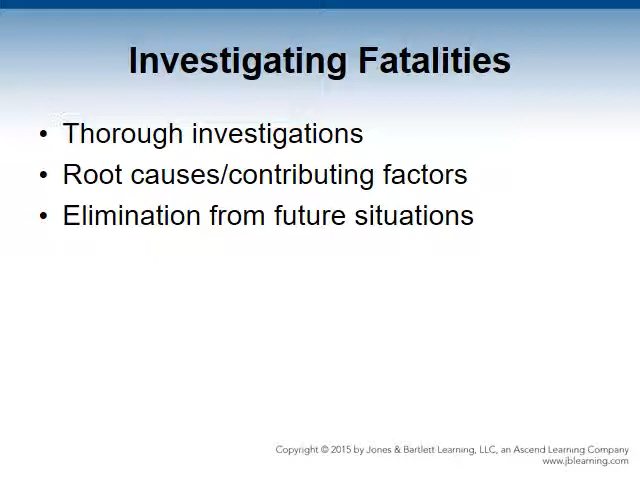 Investigating Fatalities
• Thorough investigations
• Root causes/contributing factors
• Elimination from future situations
Copyright © 2015 by Jones & Bartlett Learning, LLC, an Ascend Learning Company
www.jblearning.com